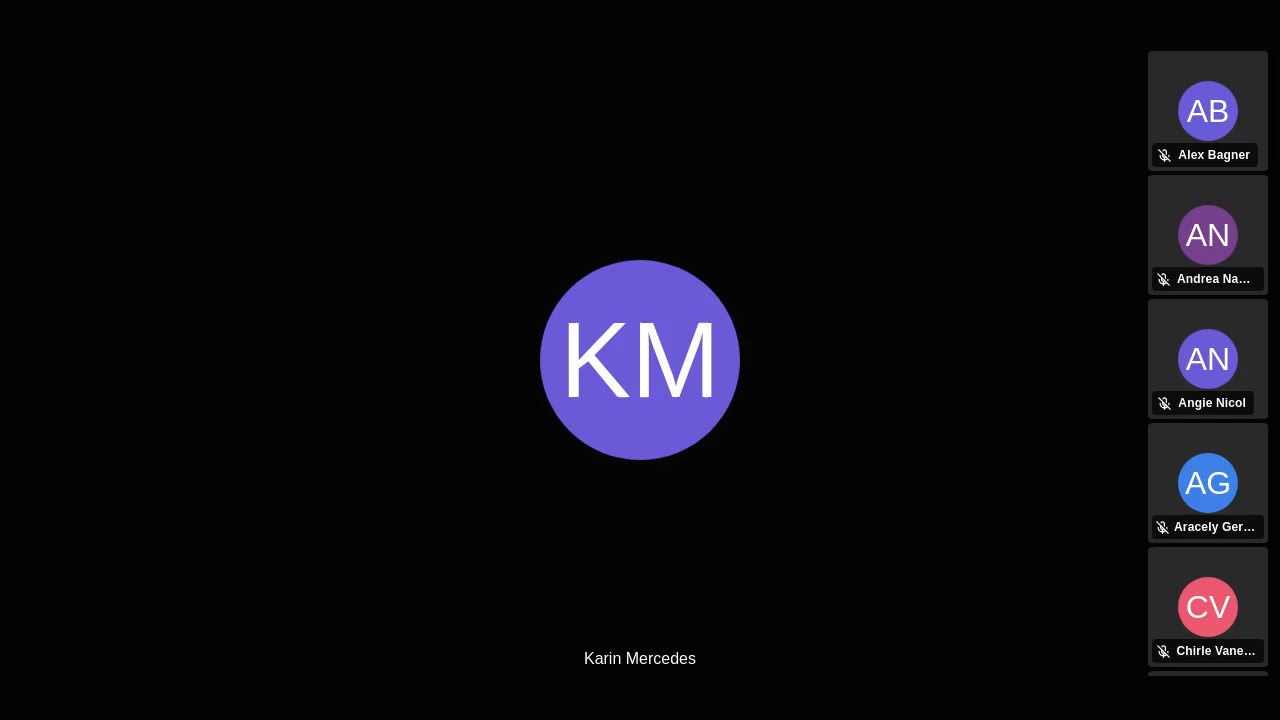 KM
Karin Mercedes
AB
Alex Bagner
AN
Andrea Na...
AN
Angie Nicol
AG
Aracely Ger...
CV
Chirle Vane...